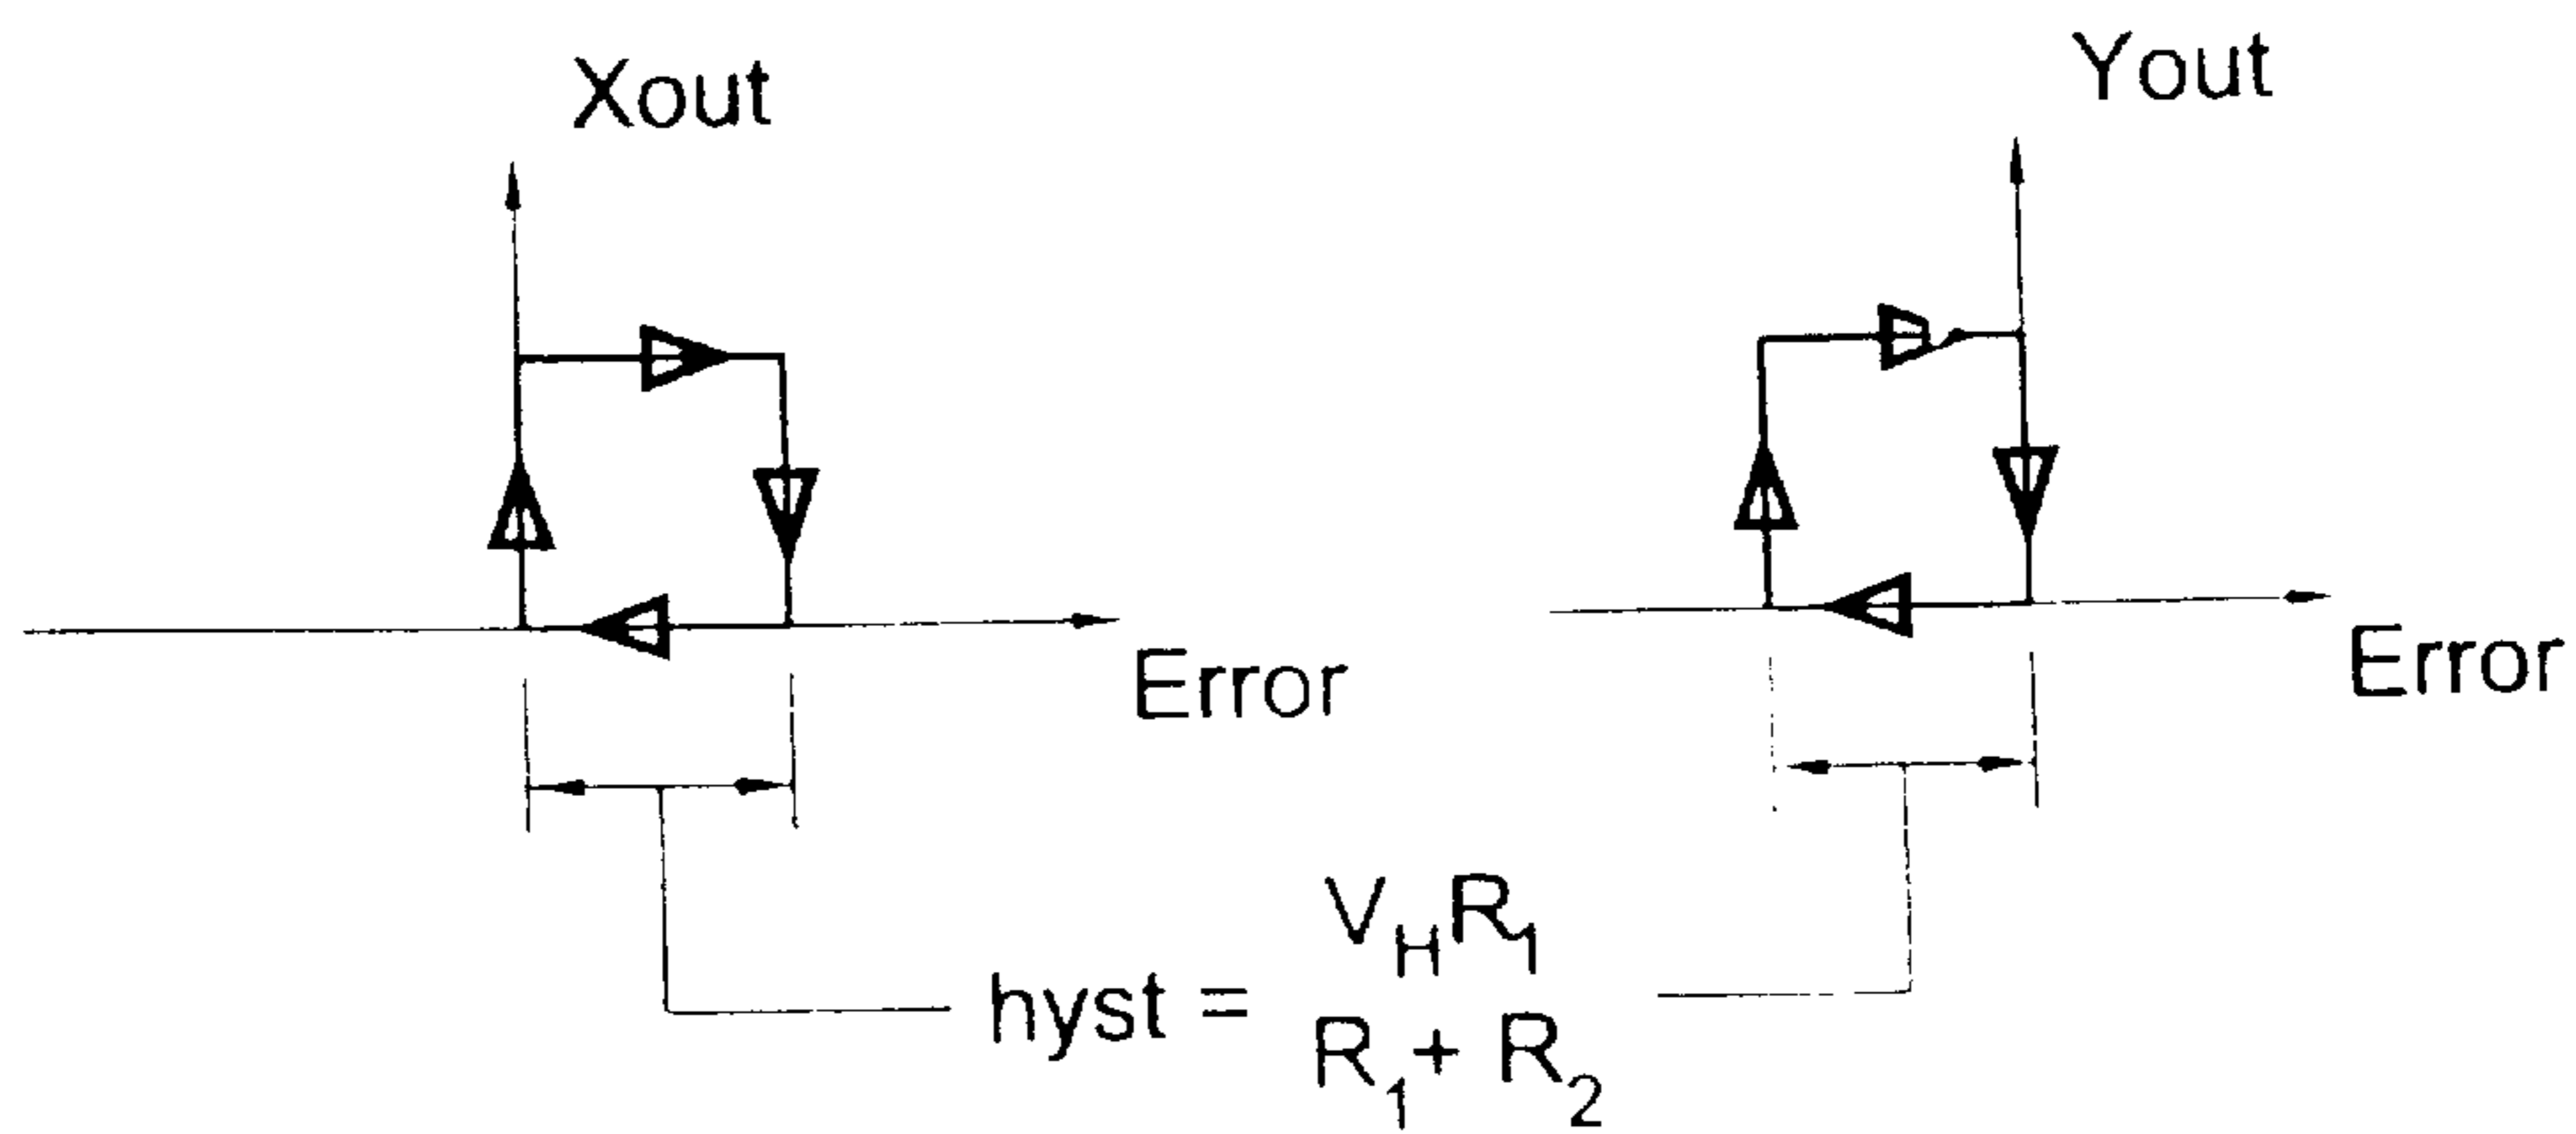 Xout
Yout
Error
Error
hyst = V_H R_1
R_1 + R_2